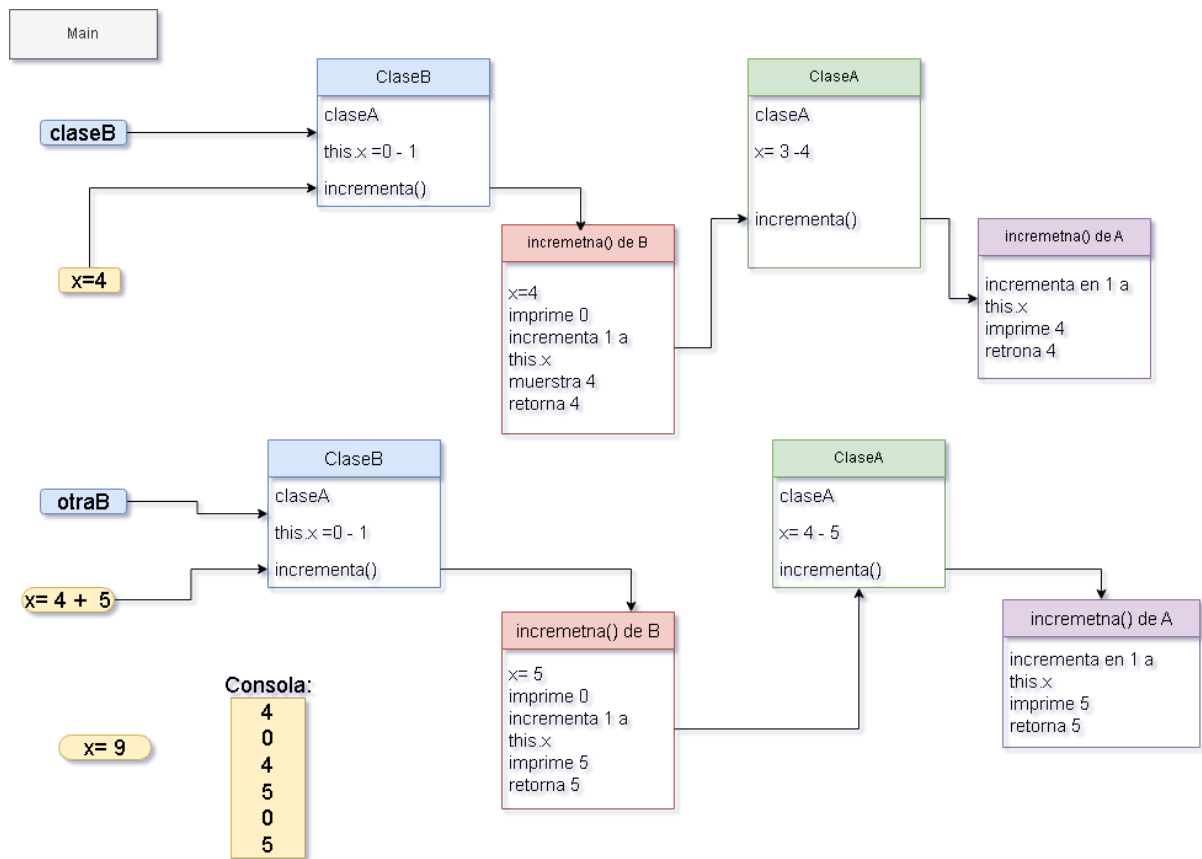 Main
claseB
x=4
ClaseB
claseA
this.x =0 - 1
incrementa()
incremetna() de B
x=4
imprime 0
incrementa 1 a
this.x
muerstra 4
retorna 4
ClaseA
claseA
x= 3 -4
incrementa()
incremetna() de A
incrementa en 1 a
this.x
imprime 4
retrona 4
otraB
x= 4 + 5
ClaseB
claseA
this.x =0 - 1
incrementa()
incremetna() de B
x= 5
imprime 0
incrementa 1 a
this.x
imprime 5
retorna 5
ClaseA
claseA
x= 4 - 5
incrementa()
incremetna() de A
incrementa en 1 a
this.x
imprime 5
retorna 5
x= 9
Consola:
4
0
4
5
0
5